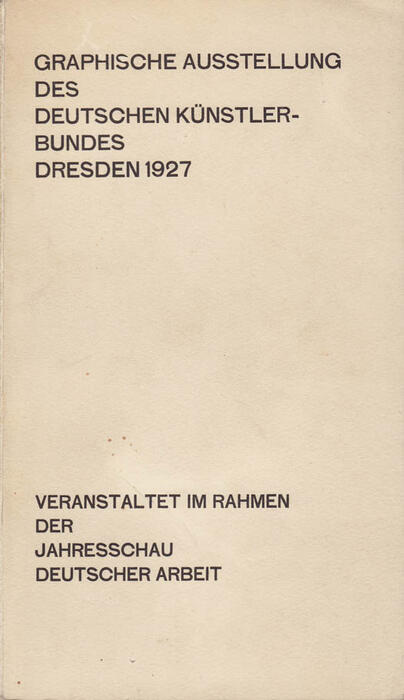 GRAPHISCHE AUSSTELLUNG
DES
DEUTSCHEN KÜNSTLER-
BUNDES
DRESDEN 1927
VERANSTALTET IM RAHMEN
DER
JAHRESSCHAU
DEUTSCHER ARBEIT